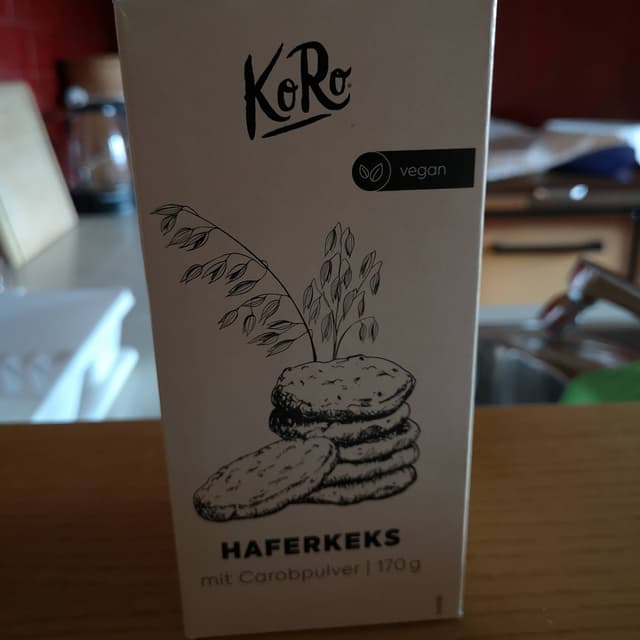 KoRo
vegan
HAFERKEKS
mit Carobpulver | 170g